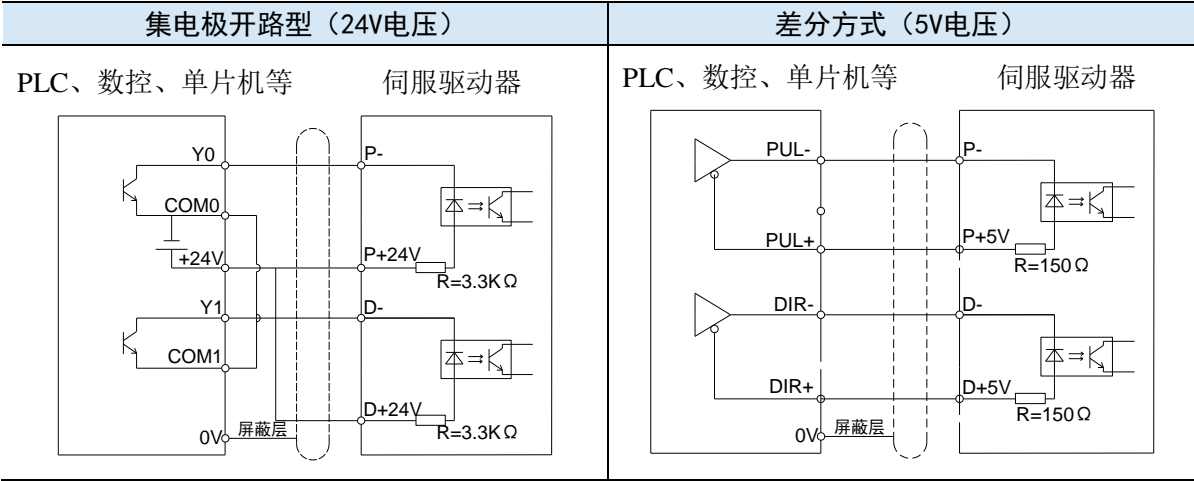 集电极开路型（24V电压）
差分方式（5V电压）
PLC、数控、单片机等
伺服驱动器
Y0
P-
COM0
+24V
P+24V
R=3.3KΩ
Y1
D-
COM1
D+24V
R=3.3KΩ
0V
屏蔽层
PLC、数控、单片机等
伺服驱动器
PUL-
P-
PUL+
P+5V
R=150Ω
DIR-
D-
DIR+
D+5V
R=150Ω
0V
屏蔽层